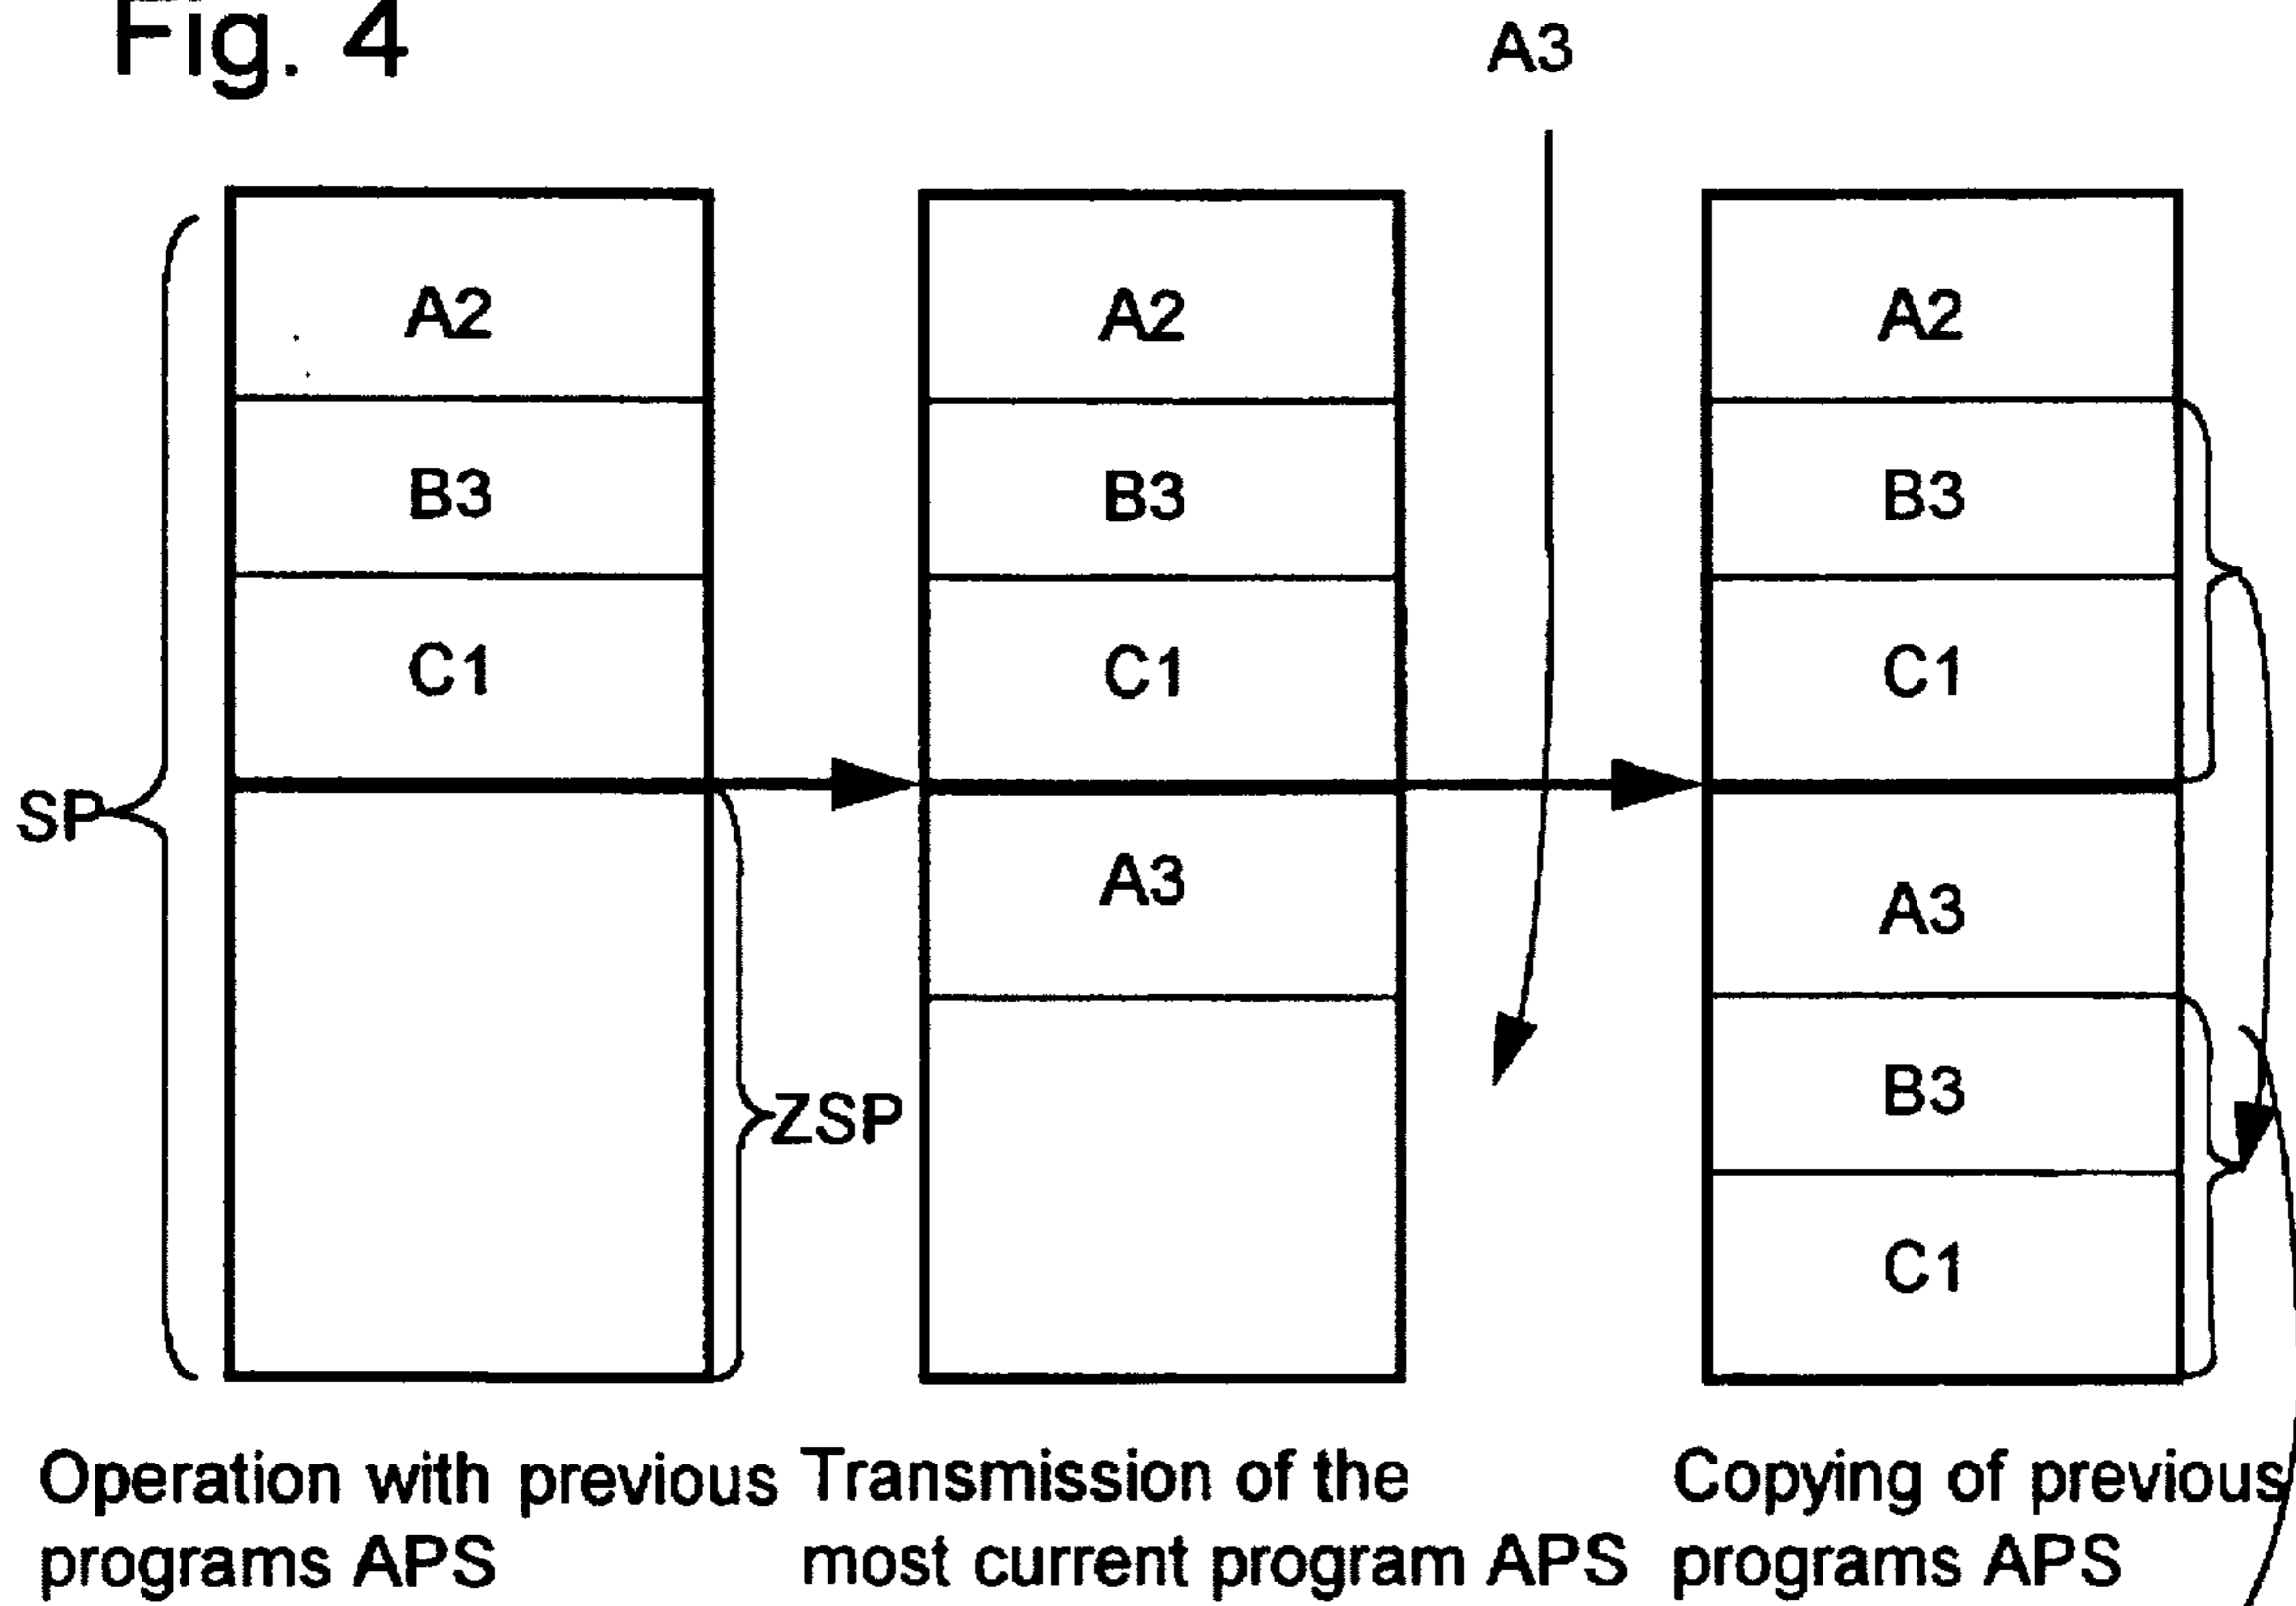 Fig. 4
A3
A2
B3
C1
SP
ZSP
A2
B3
C1
A3
A2
B3
C1
A3
B3
C1
Operation with previous
programs APS
Transmission of the
most current program APS
Copying of previous
programs APS